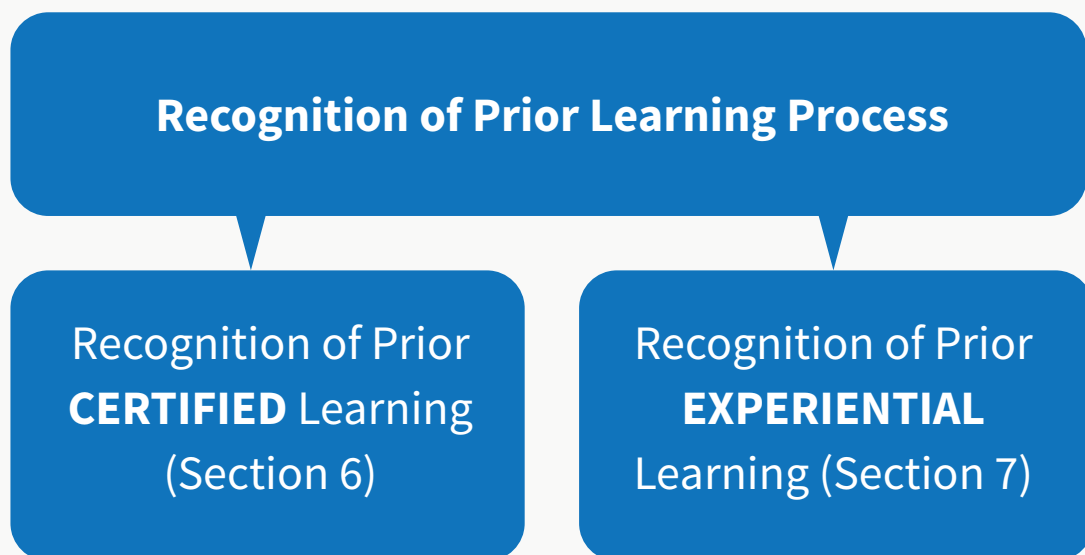 Recognition of Prior Learning Process
Recognition of Prior
CERTIFIED Learning
(Section 6)
Recognition of Prior
EXPERIENTIAL
Learning (Section 7)